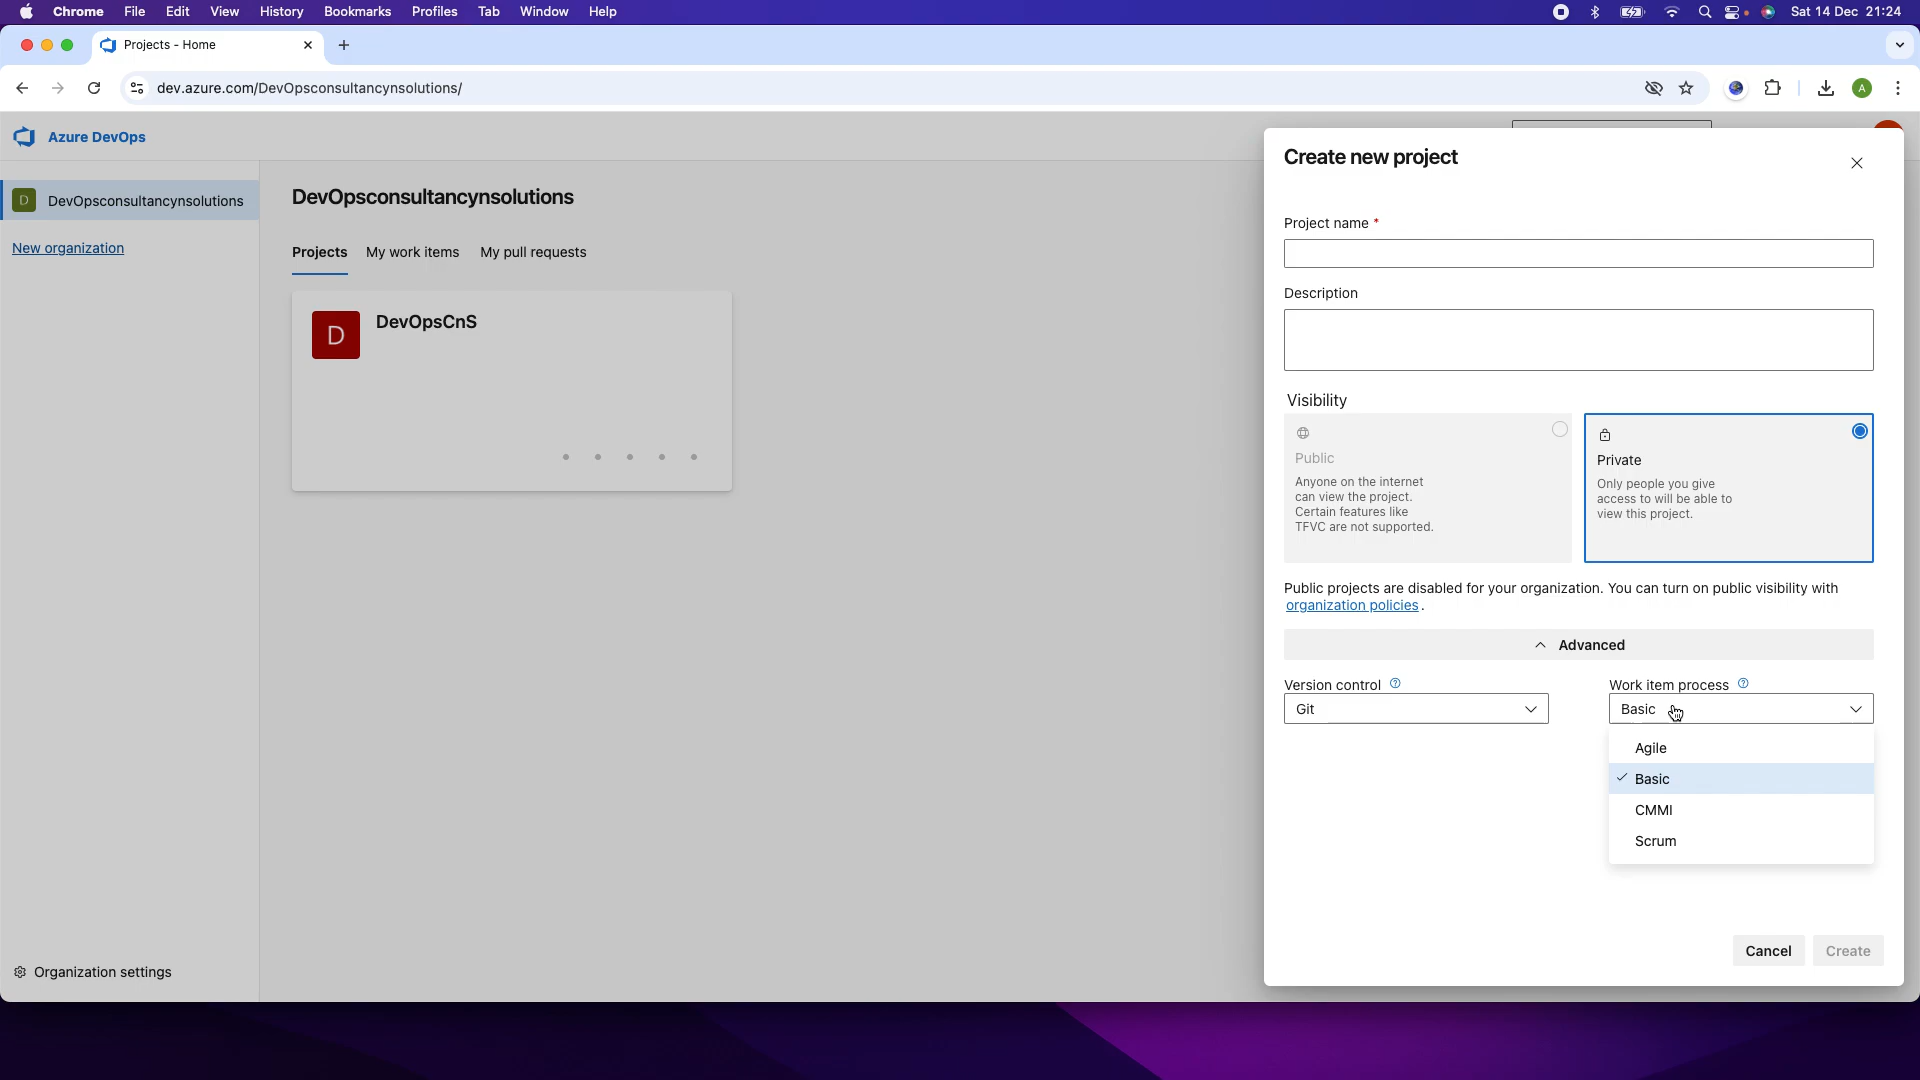 Chrome File Edit View History Bookmarks Profiles Tab Window Help Sat 14 Dec 21:24
Projects - Home
dev.azure.com/DevOpsconsultancynsolutions/
A
Azure DevOps
D DevOpsconsultancynsolutions
New organization
Organization settings
DevOpsconsultancynsolutions
Projects My work items My pull requests
D DevOpsCnS
Create new project
Project name *
Description
Visibility
Public
Anyone on the internet
can view the project.
Certain features like
TFVC are not supported.
Private
Only people you give
access to will be able to
view this project.
Public projects are disabled for your organization. You can turn on public visibility with
organization policies.
Advanced
Version control ?
Git
Work item process ?
Basic
Agile
Basic
CMMI
Scrum
Cancel Create